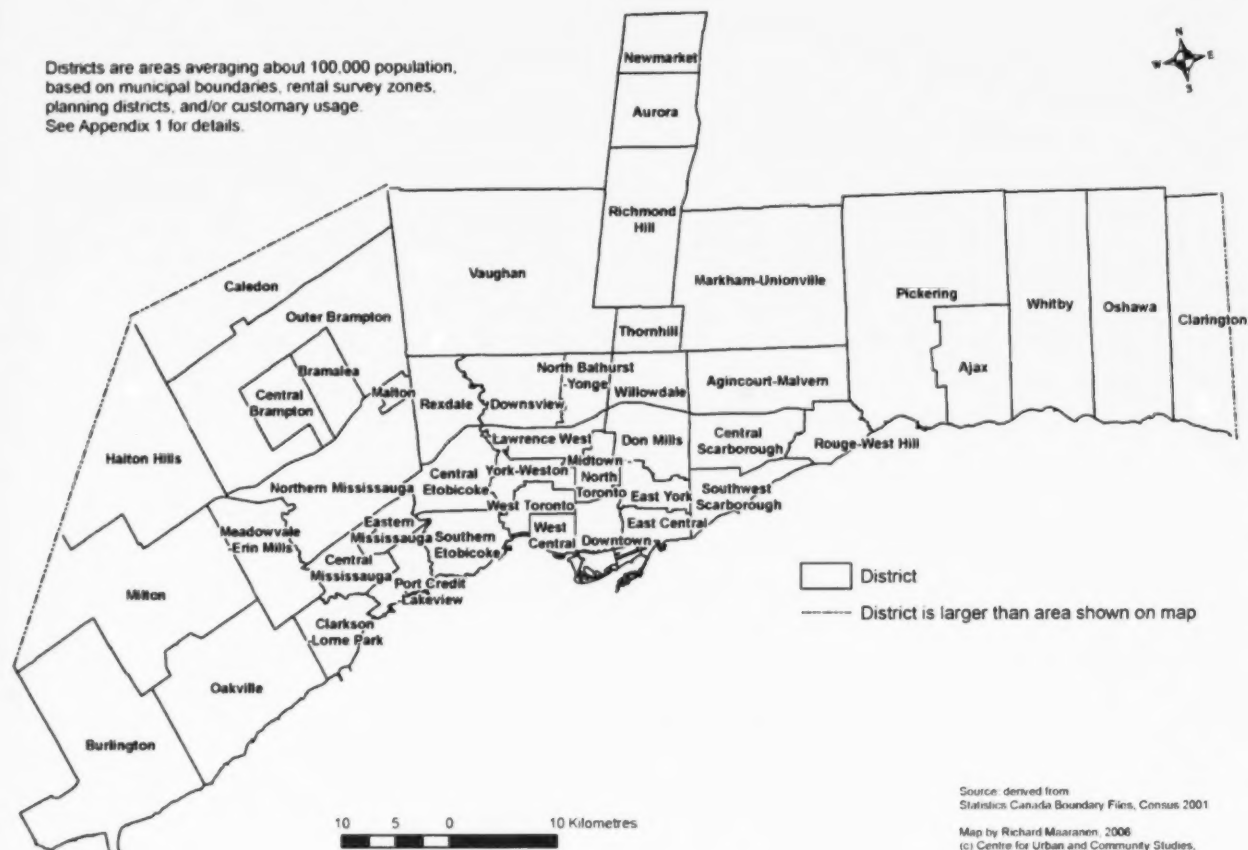 Districts are areas averaging about 100,000 population,
based on municipal boundaries, rental survey zones,
planning districts, and/or customary usage.
See Appendix 1 for details.
N
W E
S
Newmarket
Aurora
Richmond
Hill
Vaughan
Markham-Unionville
Pickering
Whitby
Oshawa
Clarington
Caledon
Outer Brampton
Thornhill
Ajax
Bramalea
Central
Brampton
Malton
Rexdale
Downsview
North Bathurst
-Yonge
Willowdale
Agincourt-Malvern
Halton Hills
Lawrence West
Don Mills
Central
Scarborough
Rouge-West Hill
Northern Mississauga
Central
Etobicoke
York-Weston
Midtown
North
Toronto
East York
Southwest
Scarborough
Meadowvale
-Erin Mills
Eastern
Mississauga
Southern
Etobicoke
West Toronto
West
Central
Downtown
East Central
Central
Mississauga
Port Credit
-Lakeview
Milton
Clarkson
-Lorne Park
Oakville
Burlington
District
District is larger than area shown on map
10 5 0 10 Kilometres
Source: derived from
Statistics Canada Boundary Files, Census 2001
Map by Richard Maaranen, 2006
(c) Centre for Urban and Community Studies,